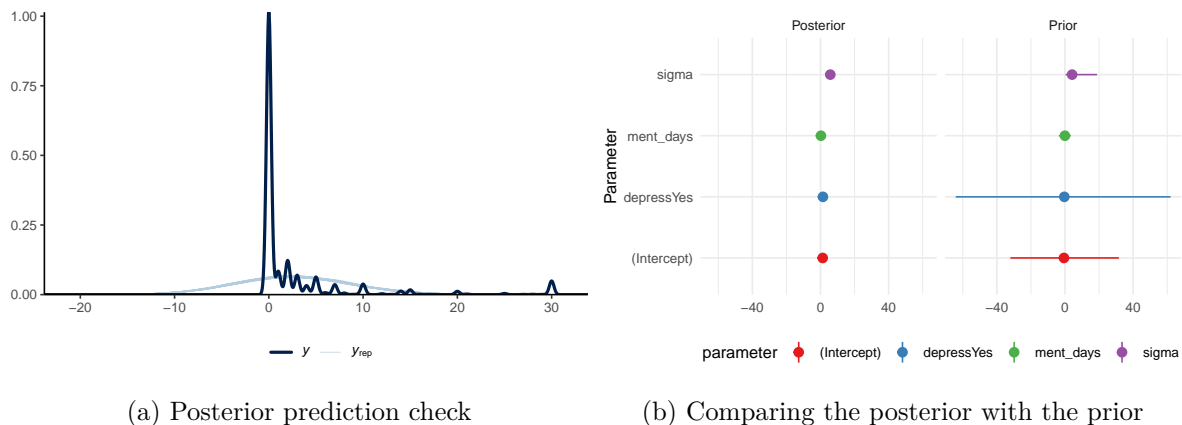 1.00
0.75
0.50
0.25
0.00
−20 −10 0 10 20 30
y yrep
(a) Posterior prediction check
Posterior Prior
Parameter
sigma
ment_days
depressYes
(Intercept)
−40 0 40 −40 0 40
parameter (Intercept) depressYes ment_days sigma
(b) Comparing the posterior with the prior